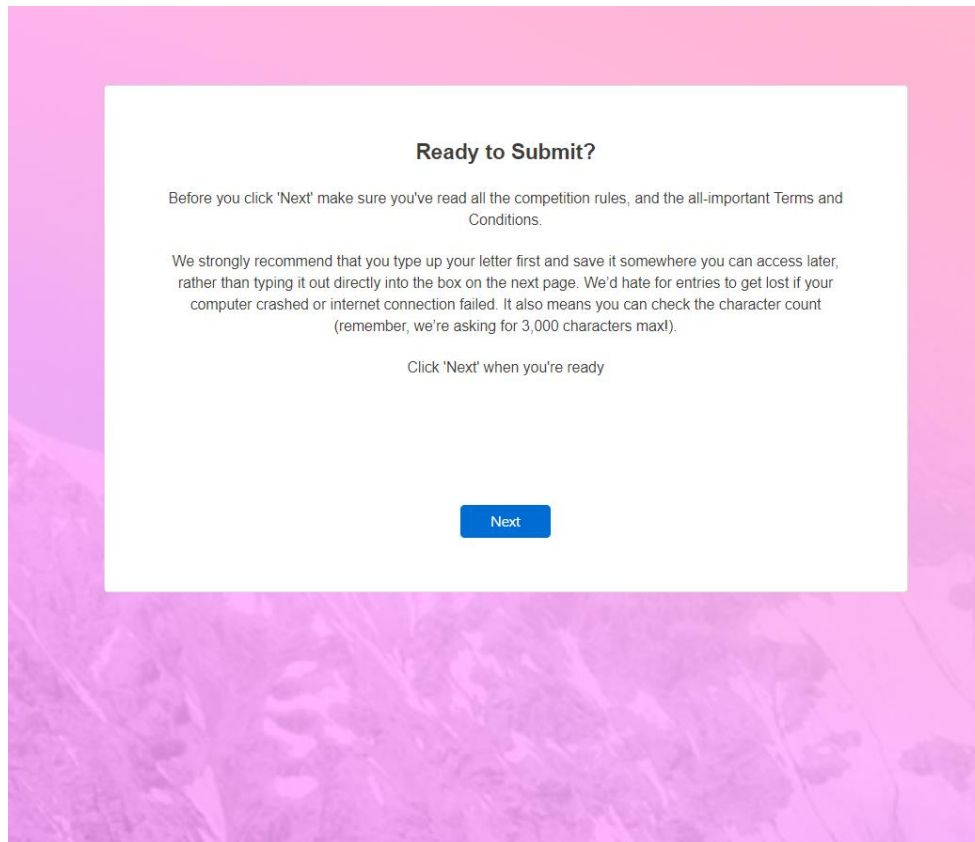 Ready to Submit?
Before you click 'Next' make sure you've read all the competition rules, and the all-important Terms and
Conditions.
We strongly recommend that you type up your letter first and save it somewhere you can access later,
rather than typing it out directly into the box on the next page. We’d hate for entries to get lost if your
computer crashed or internet connection failed. It also means you can check the character count
(remember, we’re asking for 3,000 characters max!).
Click 'Next' when you're ready
Next